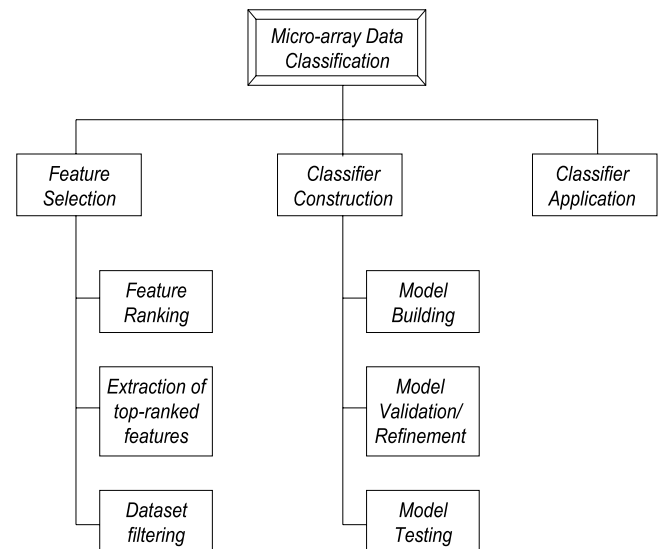 Micro-array Data
Classification
Feature
Selection
Classifier
Construction
Classifier
Application
Feature
Ranking
Model
Building
Extraction of
top-ranked
features
Model
Validation/
Refinement
Dataset
filtering
Model
Testing